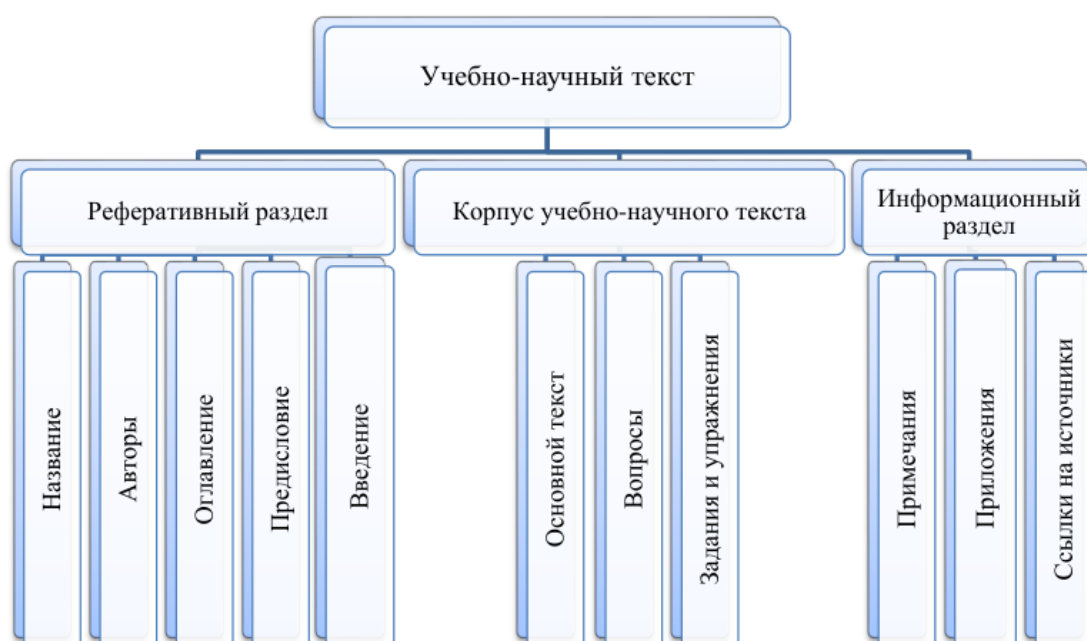 Учебно-научный текст
Реферативный раздел
Корпус учебно-научного текста
Информационный
раздел
Название
Авторы
Оглавление
Предисловие
Введение
Основной текст
Вопросы
Задания и упражнения
Примечания
Приложения
Ссылки на источники